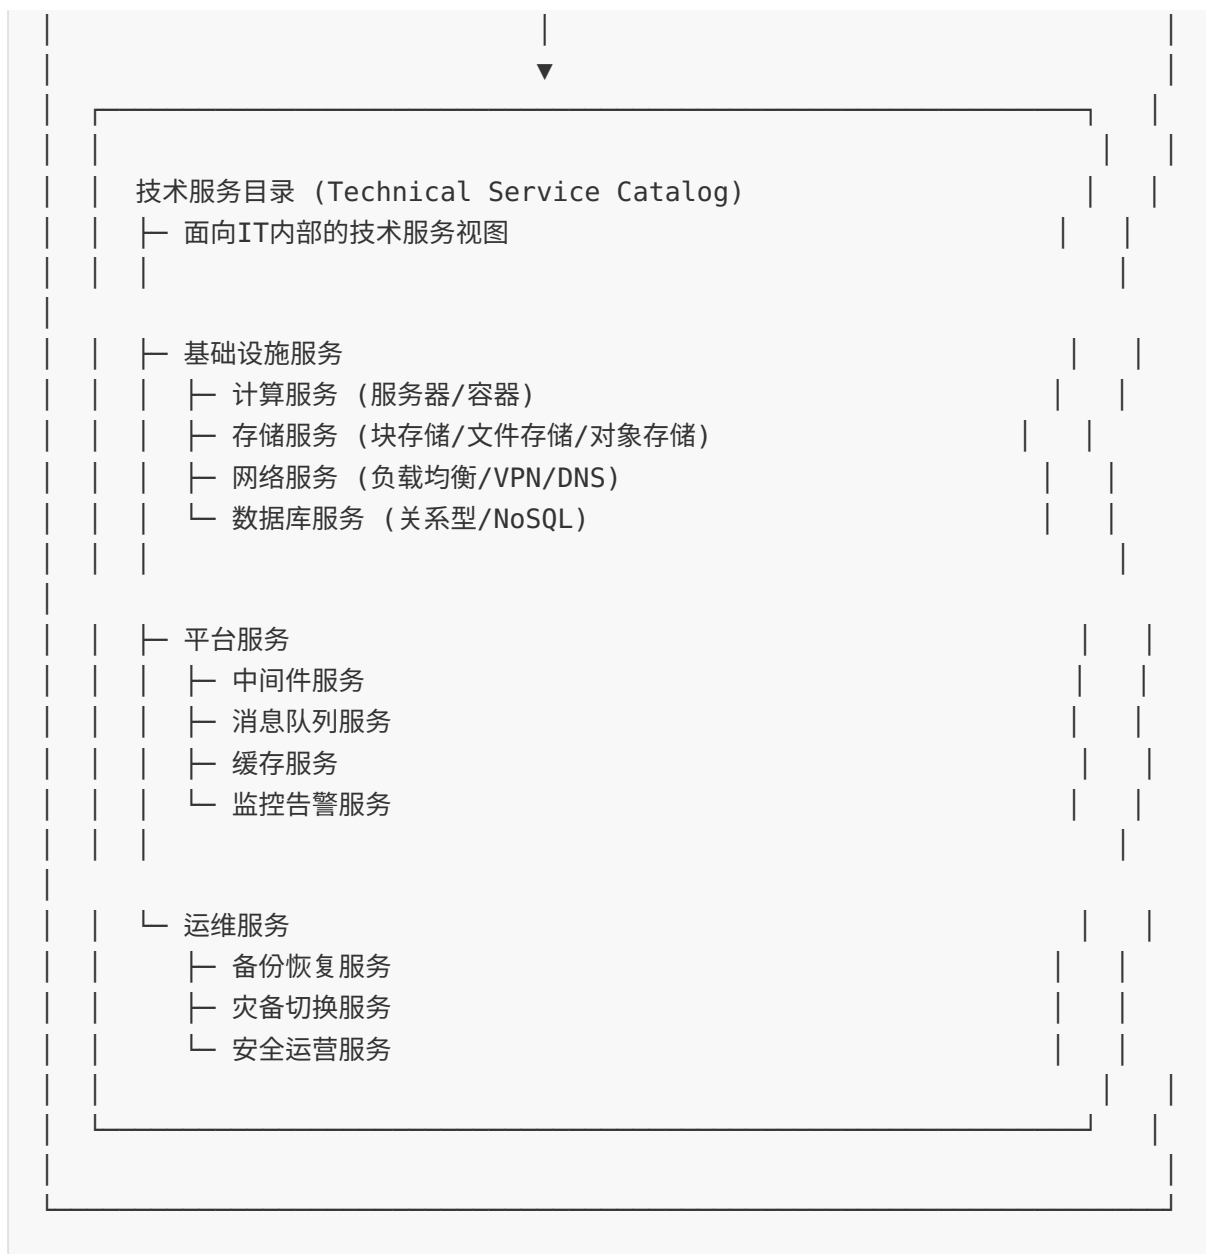 技术服务目录 (Technical Service Catalog)
├─ 面向IT内部的技术服务视图
├─ 基础设施服务
│  ├─ 计算服务 (服务器/容器)
│  ├─ 存储服务 (块存储/文件存储/对象存储)
│  ├─ 网络服务 (负载均衡/VPN/DNS)
│  └─ 数据库服务 (关系型/NoSQL)
├─ 平台服务
│  ├─ 中间件服务
│  ├─ 消息队列服务
│  ├─ 缓存服务
│  └─ 监控告警服务
└─ 运维服务
   ├─ 备份恢复服务
   ├─ 灾备切换服务
   └─ 安全运营服务